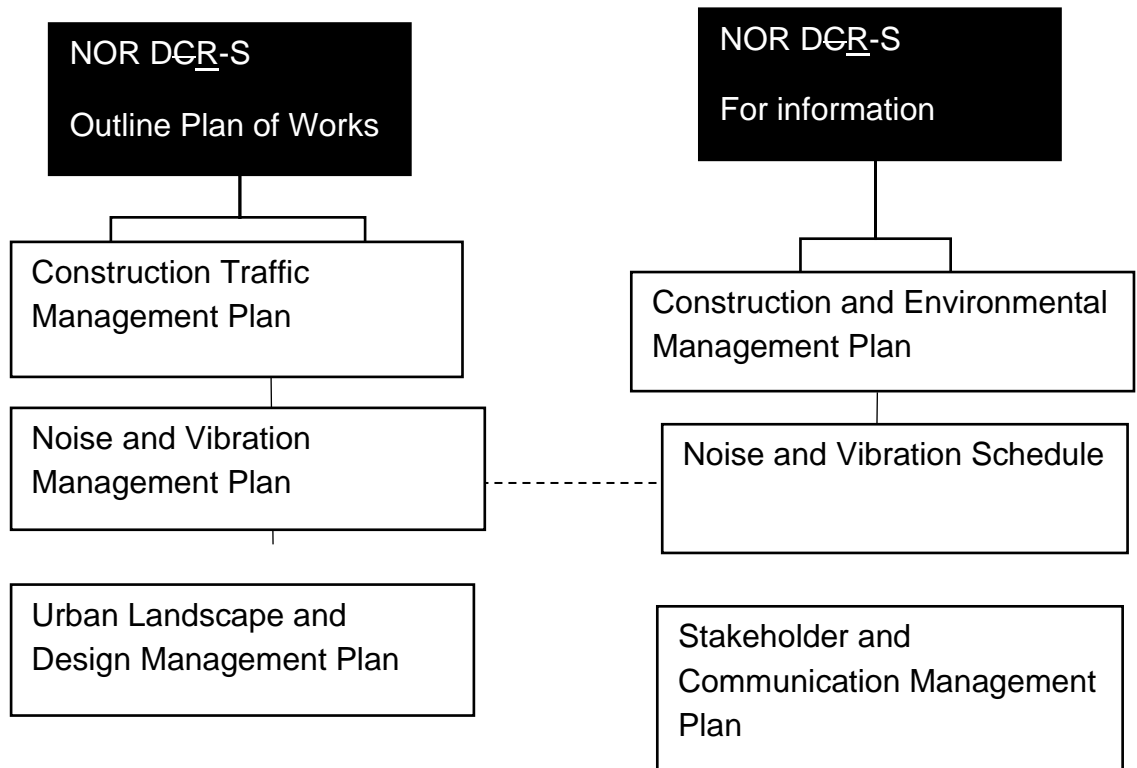 NOR DCR-S
Outline Plan of Works
Construction Traffic
Management Plan
Noise and Vibration
Management Plan
Urban Landscape and
Design Management Plan
NOR DCR-S
For information
Construction and Environmental
Management Plan
Noise and Vibration Schedule
Stakeholder and
Communication Management
Plan